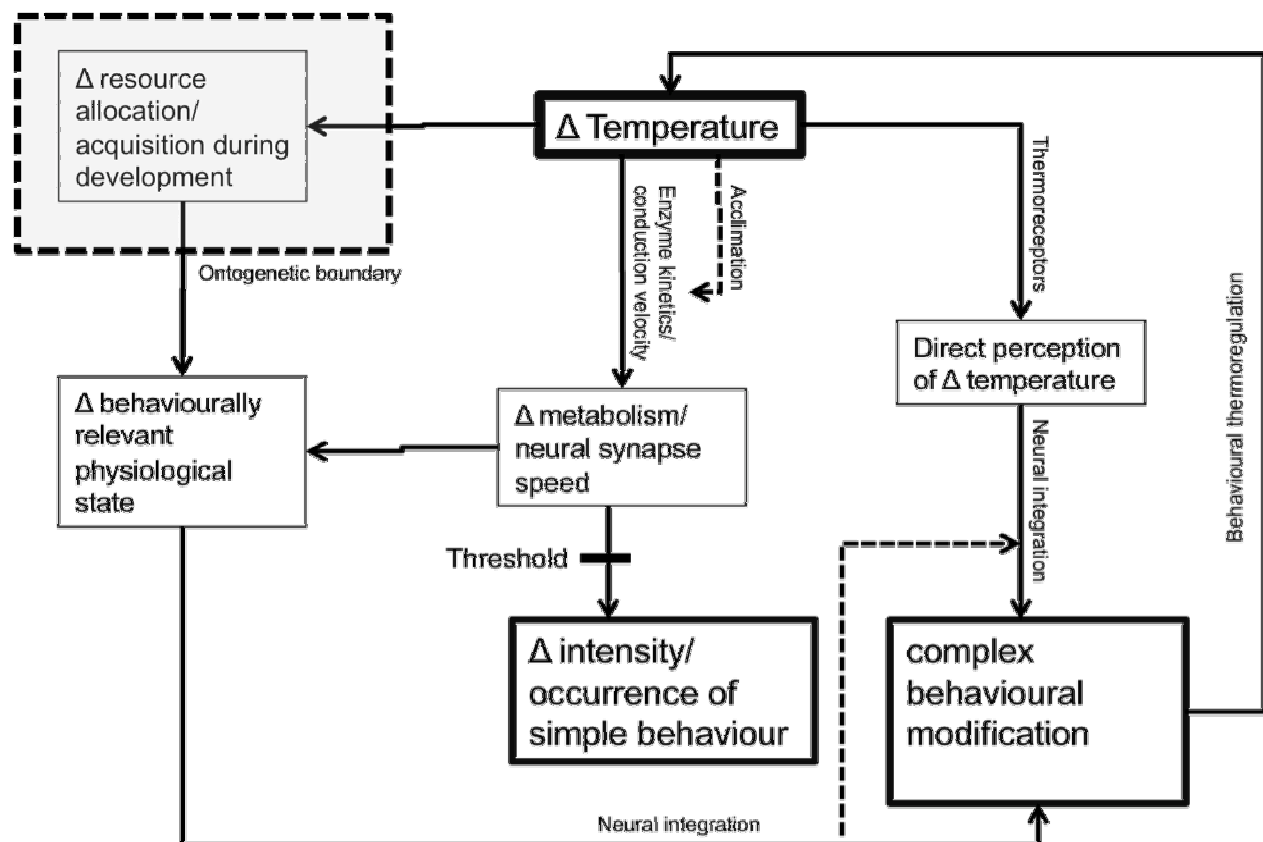 Δ resource
allocation/
acquisition during
development
Δ Temperature
Enzyme kinetics/
conduction velocity
Acclimation
Thermoreceptors
Ontogenetic boundary
Behavioural thermoregulation
Direct perception
of Δ temperature
Δ behaviourally
relevant
physiological
state
Δ metabolism/
neural synapse
speed
Neural integration
Threshold
Δ intensity/
occurrence of
simple behaviour
complex
behavioural
modification
Neural integration